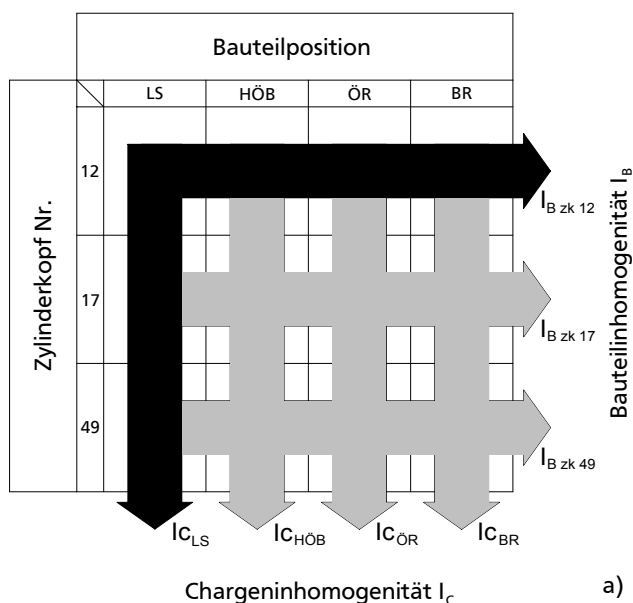 Bauteilposition
LS HÖB ÖR BR
Zylinderkopf Nr.
12
I_B zk 12
17
I_B zk 17
49
I_B zk 49
Bauteilinhomogenität I_B
Ic_LS Ic_HÖB Ic_ÖR Ic_BR
Chargeninhomogenität I_c a)